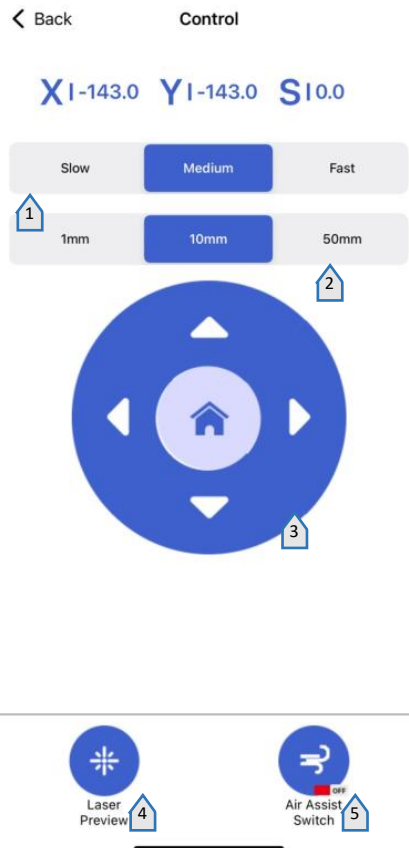 Back Control
X|-143.0 Y|-143.0 S|0.0
Slow Medium Fast
1
1mm 10mm 50mm
2
3
Laser
Preview
4
OFF
Air Assist
Switch
5